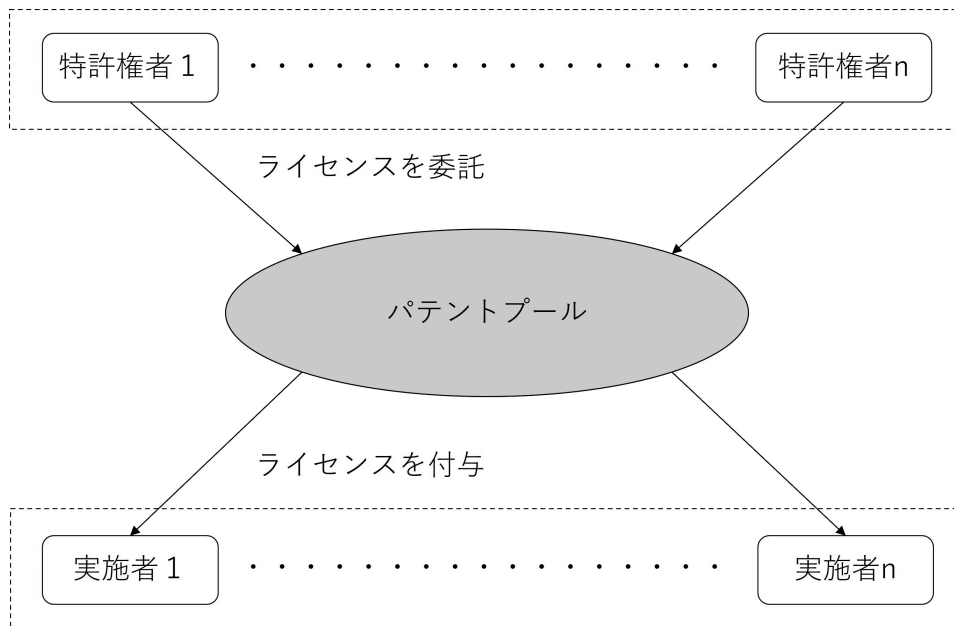 特許権者１ ・・・・・・・・・・・・・・・・・ 特許権者n
ライセンスを委託
パテントプール
ライセンスを付与
実施者１ ・・・・・・・・・・・・・・・・・ 実施者n